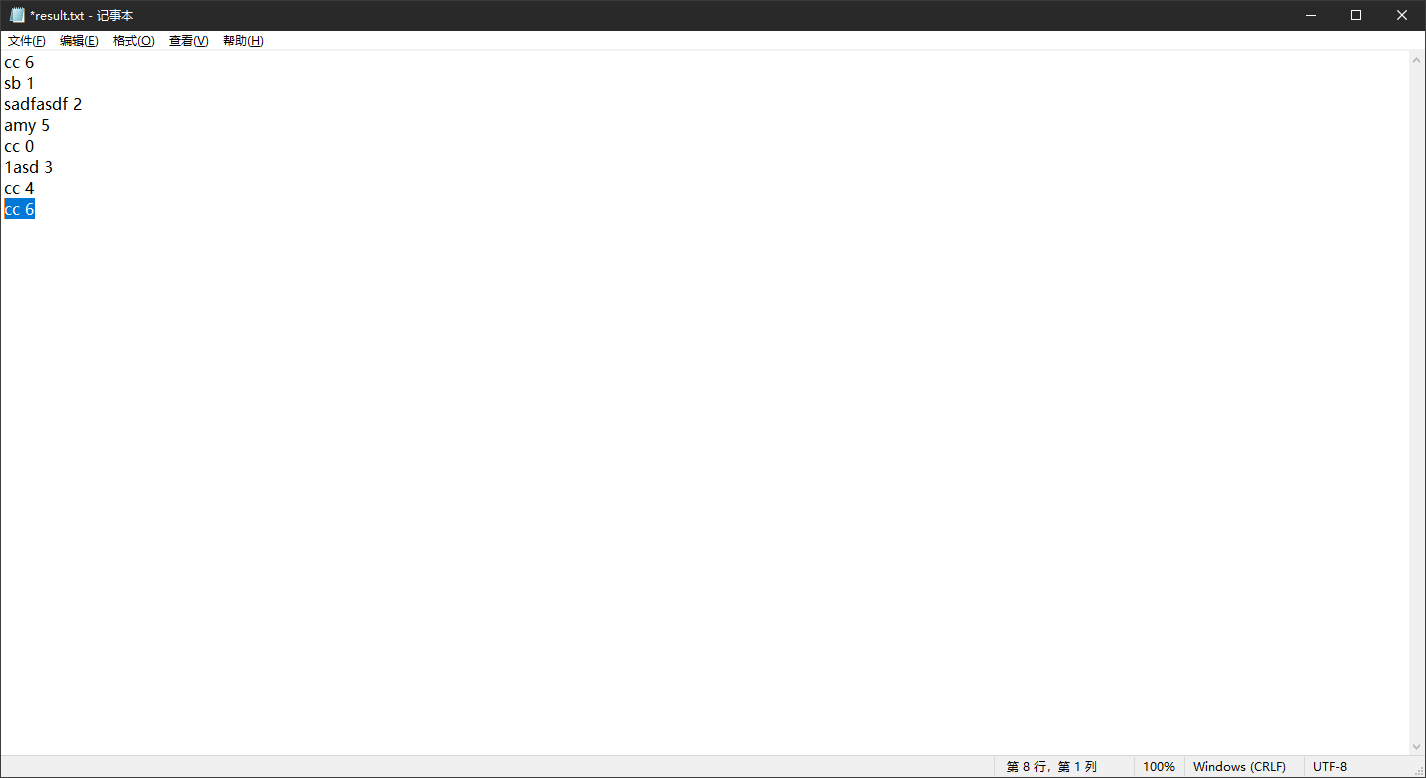 *result.txt - 记事本
文件(F) 编辑(E) 格式(O) 查看(V) 帮助(H)
cc 6
sb 1
sadfasdf 2
amy 5
cc 0
1asd 3
cc 4
cc 6
第 8 行，第 1 列 100% Windows (CRLF) UTF-8